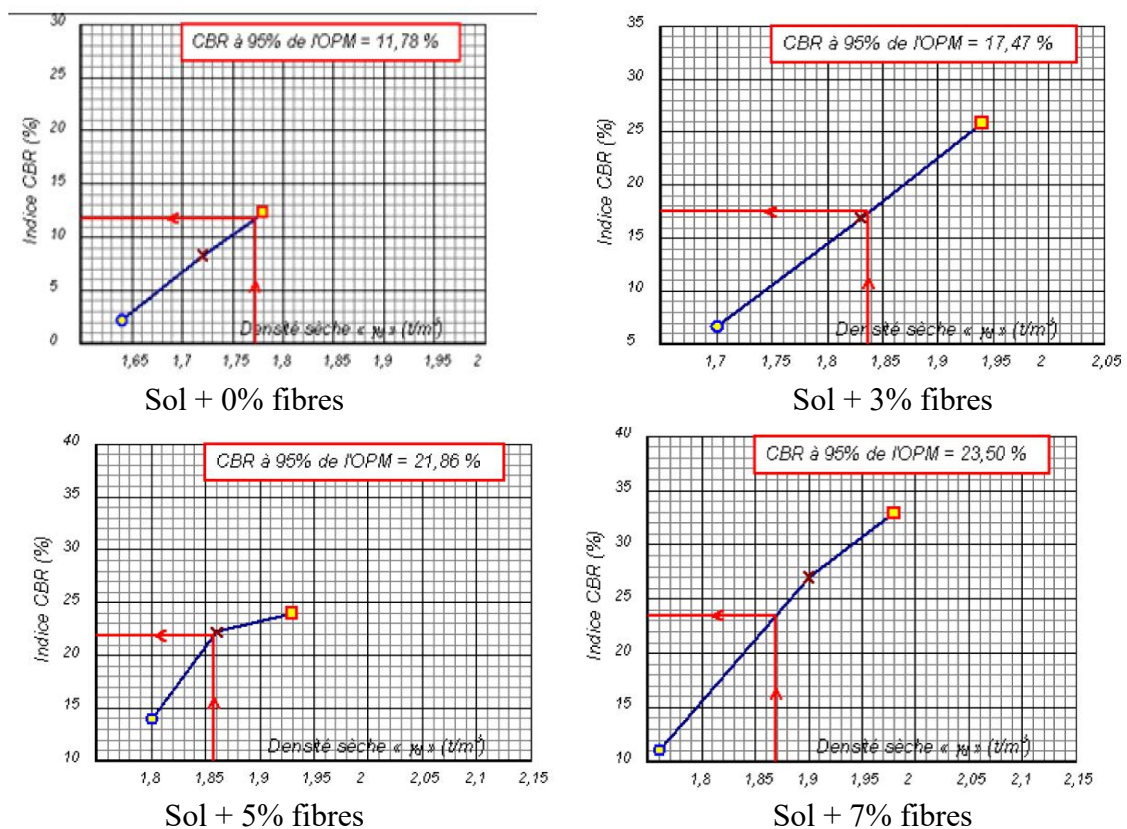 CBR à 95% de l'OPM = 11,78 %
Indice CBR (%)
30
25
20
15
10
5
0
Densité sèche « γd » (t/m³)
1,65 1,7 1,75 1,8 1,85 1,9 1,95 2
Sol + 0% fibres
CBR à 95% de l'OPM = 17,47 %
Indice CBR (%)
35
30
25
20
15
10
5
Densité sèche « γd » (t/m³)
1,7 1,75 1,8 1,85 1,9 1,95 2 2,05
Sol + 3% fibres
CBR à 95% de l'OPM = 21,86 %
Indice CBR (%)
40
35
30
25
20
15
10
Densité sèche « γd » (t/m³)
1,8 1,85 1,9 1,95 2 2,05 2,1 2,15
Sol + 5% fibres
CBR à 95% de l'OPM = 23,50 %
Indice CBR (%)
40
35
30
25
20
15
10
Densité sèche « γd » (t/m³)
1,8 1,85 1,9 1,95 2 2,05 2,1 2,15
Sol + 7% fibres